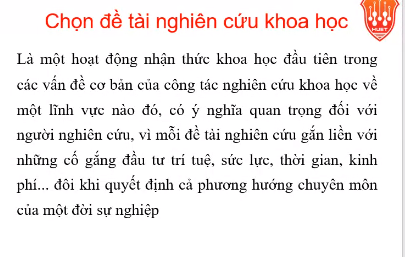 Chọn đề tài nghiên cứu khoa học
HUST
Là một hoạt động nhận thức khoa học đầu tiên trong
các vấn đề cơ bản của công tác nghiên cứu khoa học về
một lĩnh vực nào đó, có ý nghĩa quan trọng đối với
người nghiên cứu, vì mỗi đề tài nghiên cứu gắn liền với
những cố gắng đầu tư trí tuệ, sức lực, thời gian, kinh
phí... đôi khi quyết định cả phương hướng chuyên môn
của một đời sự nghiệp